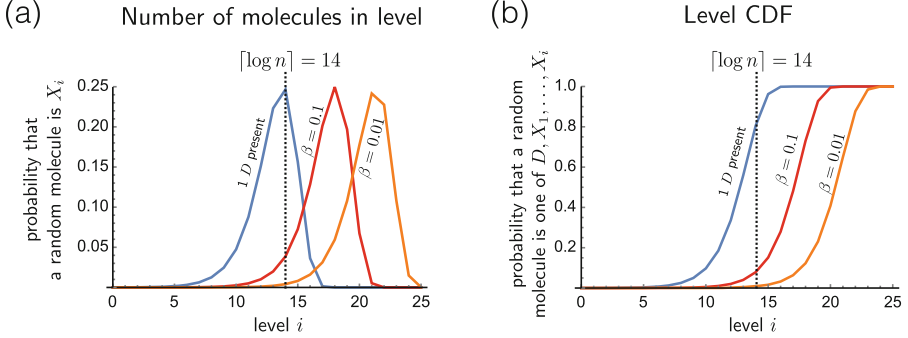 (a)
Number of molecules in level
⌈log n⌉ = 14
probability that
a random molecule is X_i
0.25
0.20
0.15
0.10
0.05
1 D present
β = 0.1
β = 0.01
0 5 10 15 20 25
level i
(b)
Level CDF
⌈log n⌉ = 14
probability that a random
molecule is one of D, X_1, …, X_i
1.0
0.8
0.6
0.4
0.2
1 D present
β = 0.1
β = 0.01
0 5 10 15 20 25
level i